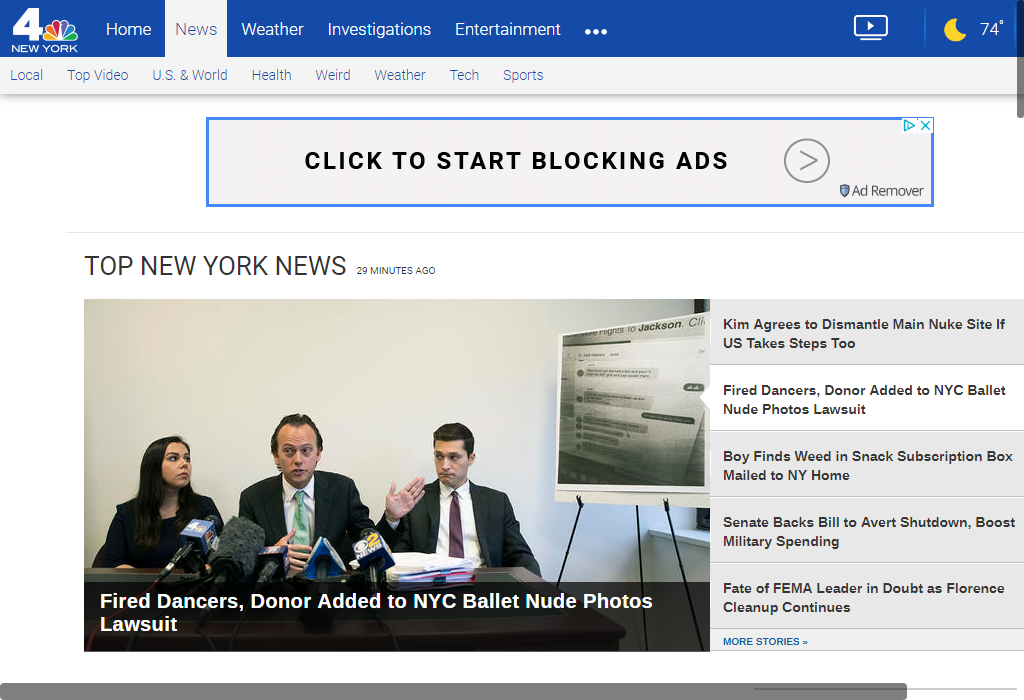 4
NEW YORK
Home
News
Weather
Investigations
Entertainment
74°
Local
Top Video
U.S. & World
Health
Weird
Weather
Tech
Sports
CLICK TO START BLOCKING ADS
Ad Remover
TOP NEW YORK NEWS 29 MINUTES AGO
Flights To Jackson.
2
NEWS
Fired Dancers, Donor Added to NYC Ballet Nude Photos
Lawsuit
Kim Agrees to Dismantle Main Nuke Site If
US Takes Steps Too
Fired Dancers, Donor Added to NYC Ballet
Nude Photos Lawsuit
Boy Finds Weed in Snack Subscription Box
Mailed to NY Home
Senate Backs Bill to Avert Shutdown, Boost
Military Spending
Fate of FEMA Leader in Doubt as Florence
Cleanup Continues
MORE STORIES »